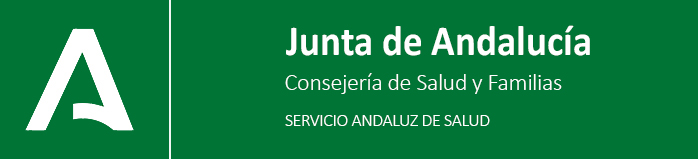 Junta de Andalucía
Consejería de Salud y Familias
SERVICIO ANDALUZ DE SALUD